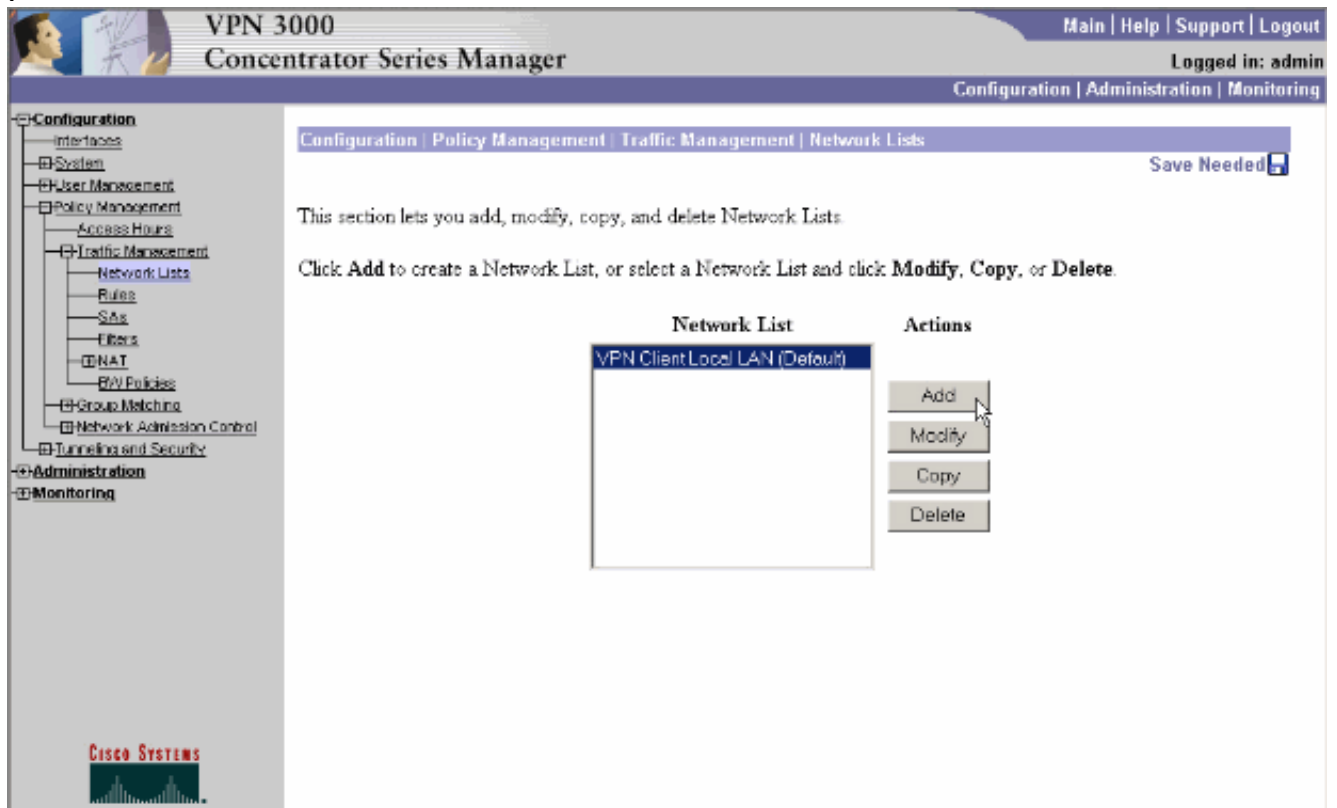 VPN 3000
Concentrator Series Manager
Main | Help | Support | Logout
Logged in: admin
Configuration | Administration | Monitoring
Configuration
Interfaces
System
User Management
Policy Management
Access Hours
Traffic Management
Network Lists
Rules
SAs
Filters
NAT
BW Policies
Group Matching
Network Admission Control
Tunneling and Security
Administration
Monitoring
Configuration | Policy Management | Traffic Management | Network Lists
Save Needed
This section lets you add, modify, copy, and delete Network Lists.
Click Add to create a Network List, or select a Network List and click Modify, Copy, or Delete.
Network List
Actions
VPN Client Local LAN (Default)
Add
Modify
Copy
Delete
CISCO SYSTEMS